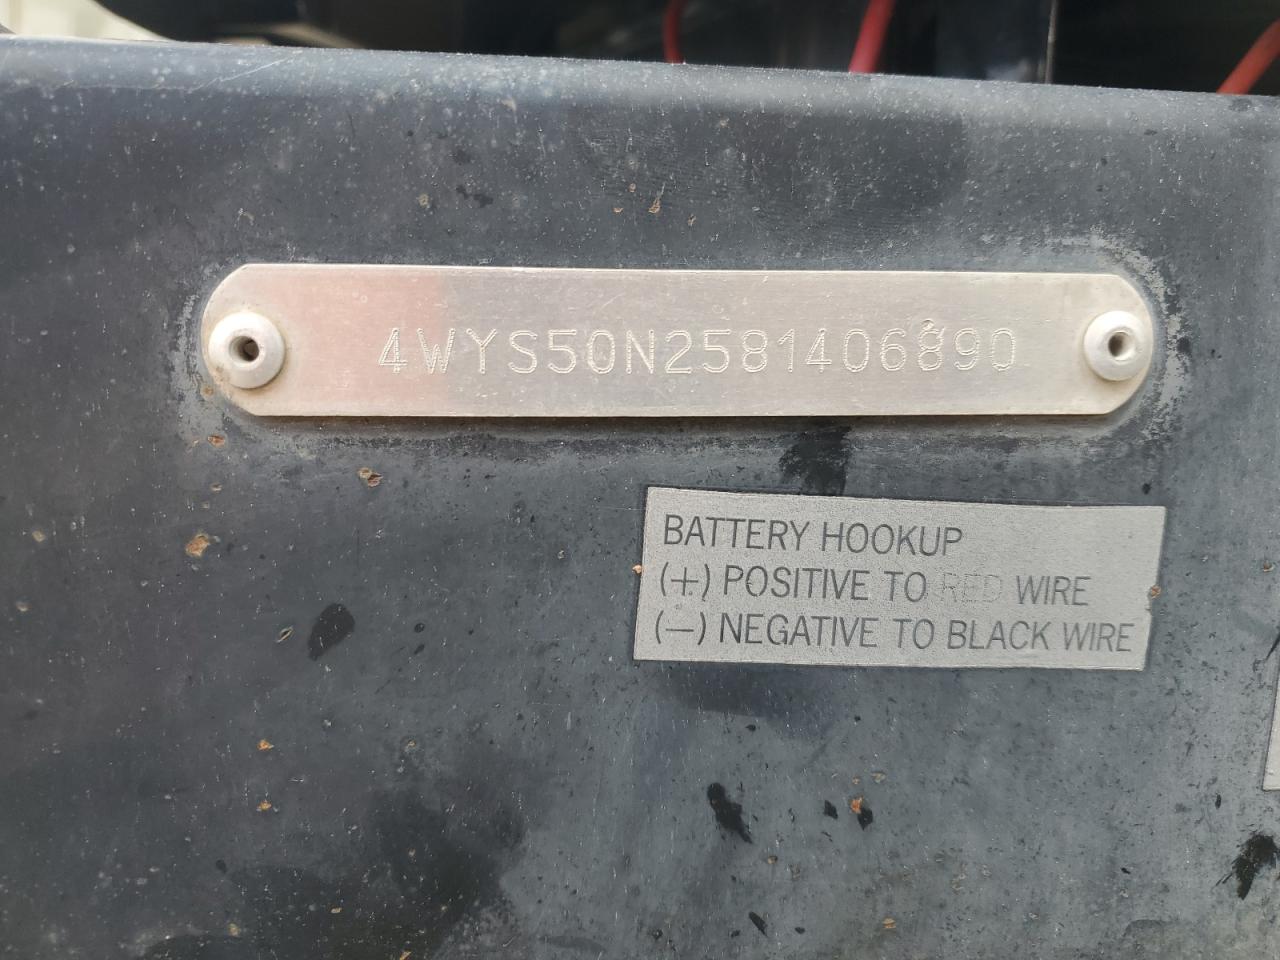 4WYS50N2581406890
BATTERY HOOKUP
(+) POSITIVE TO RED WIRE
(—) NEGATIVE TO BLACK WIRE